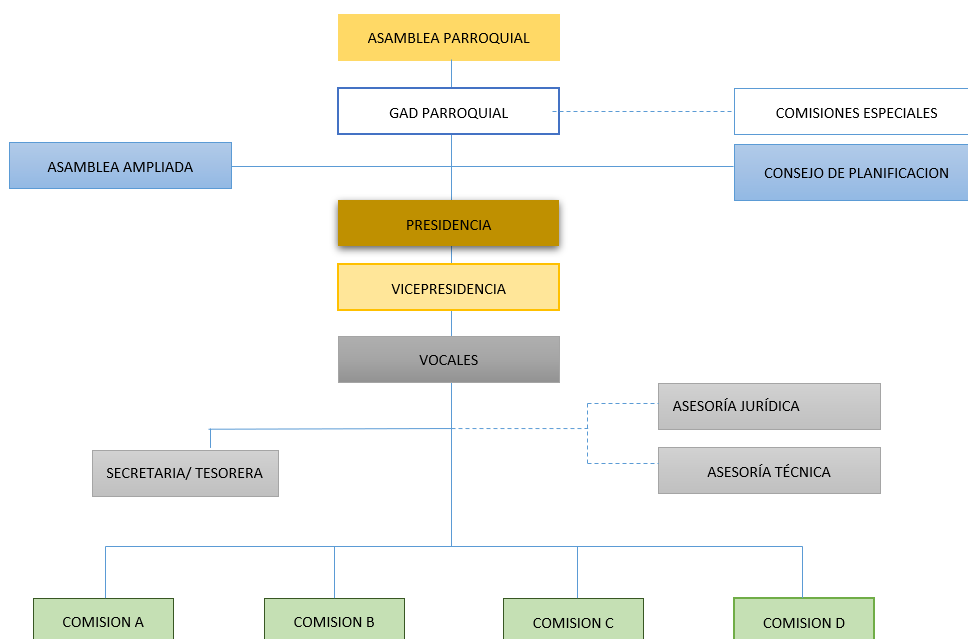 ASAMBLEA PARROQUIAL
GAD PARROQUIAL
COMISIONES ESPECIALES
ASAMBLEA AMPLIADA
CONSEJO DE PLANIFICACION
PRESIDENCIA
VICEPRESIDENCIA
VOCALES
ASESORÍA JURÍDICA
SECRETARIA/ TESORERA
ASESORÍA TÉCNICA
COMISION A
COMISION B
COMISION C
COMISION D